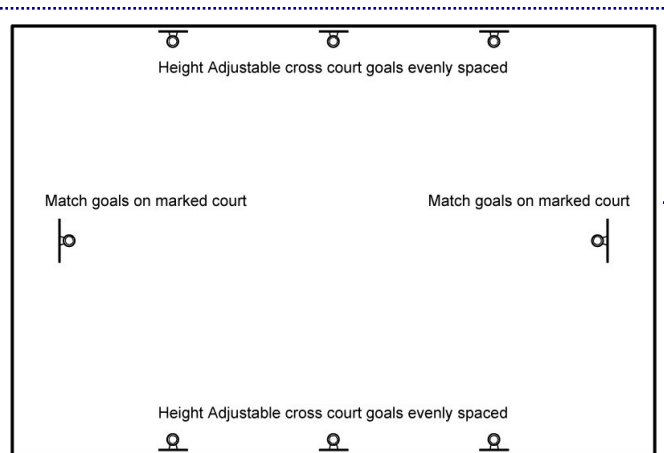 Height Adjustable cross court goals evenly spaced
Match goals on marked court
Match goals on marked court
Height Adjustable cross court goals evenly spaced